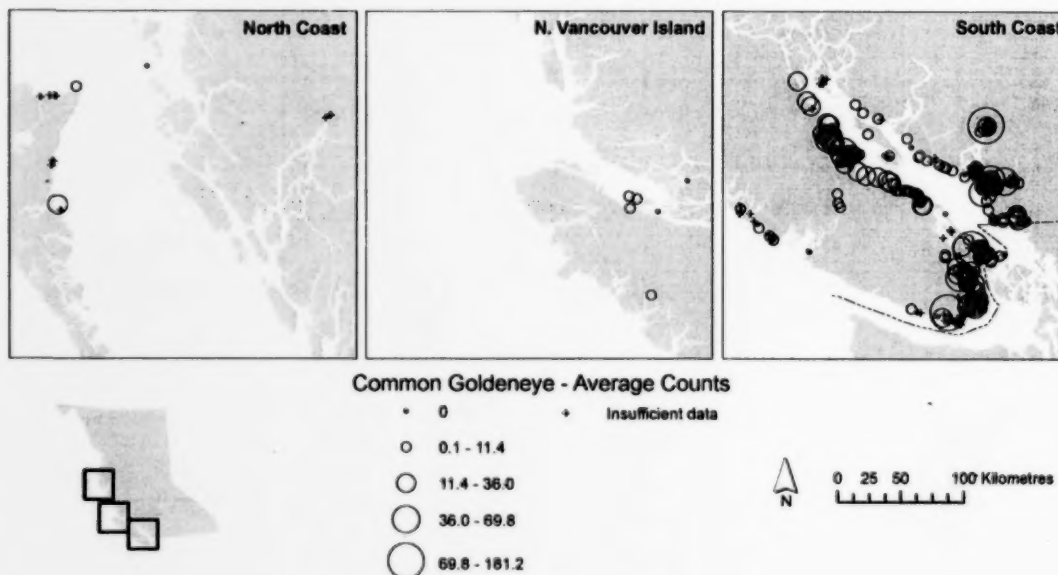 North Coast
N. Vancouver Island
South Coast
Common Goldeneye - Average Counts
0
Insufficient data
0.1 - 11.4
11.4 - 36.0
36.0 - 69.8
69.8 - 181.2
N
0 25 50 100 Kilometres